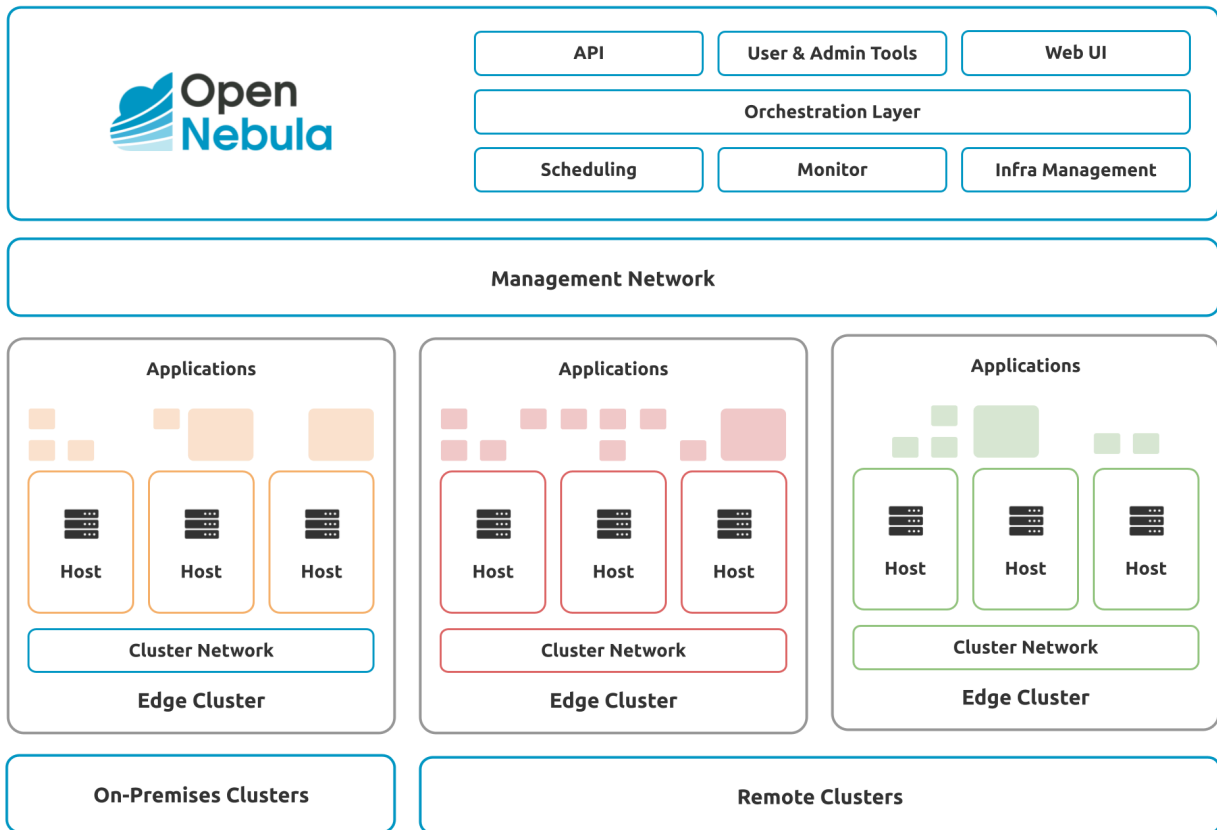 Open
Nebula
API
User & Admin Tools
Web UI
Orchestration Layer
Scheduling
Monitor
Infra Management
Management Network
Applications
Host
Host
Host
Cluster Network
Edge Cluster
Applications
Host
Host
Host
Cluster Network
Edge Cluster
Applications
Host
Host
Host
Cluster Network
Edge Cluster
On-Premises Clusters
Remote Clusters